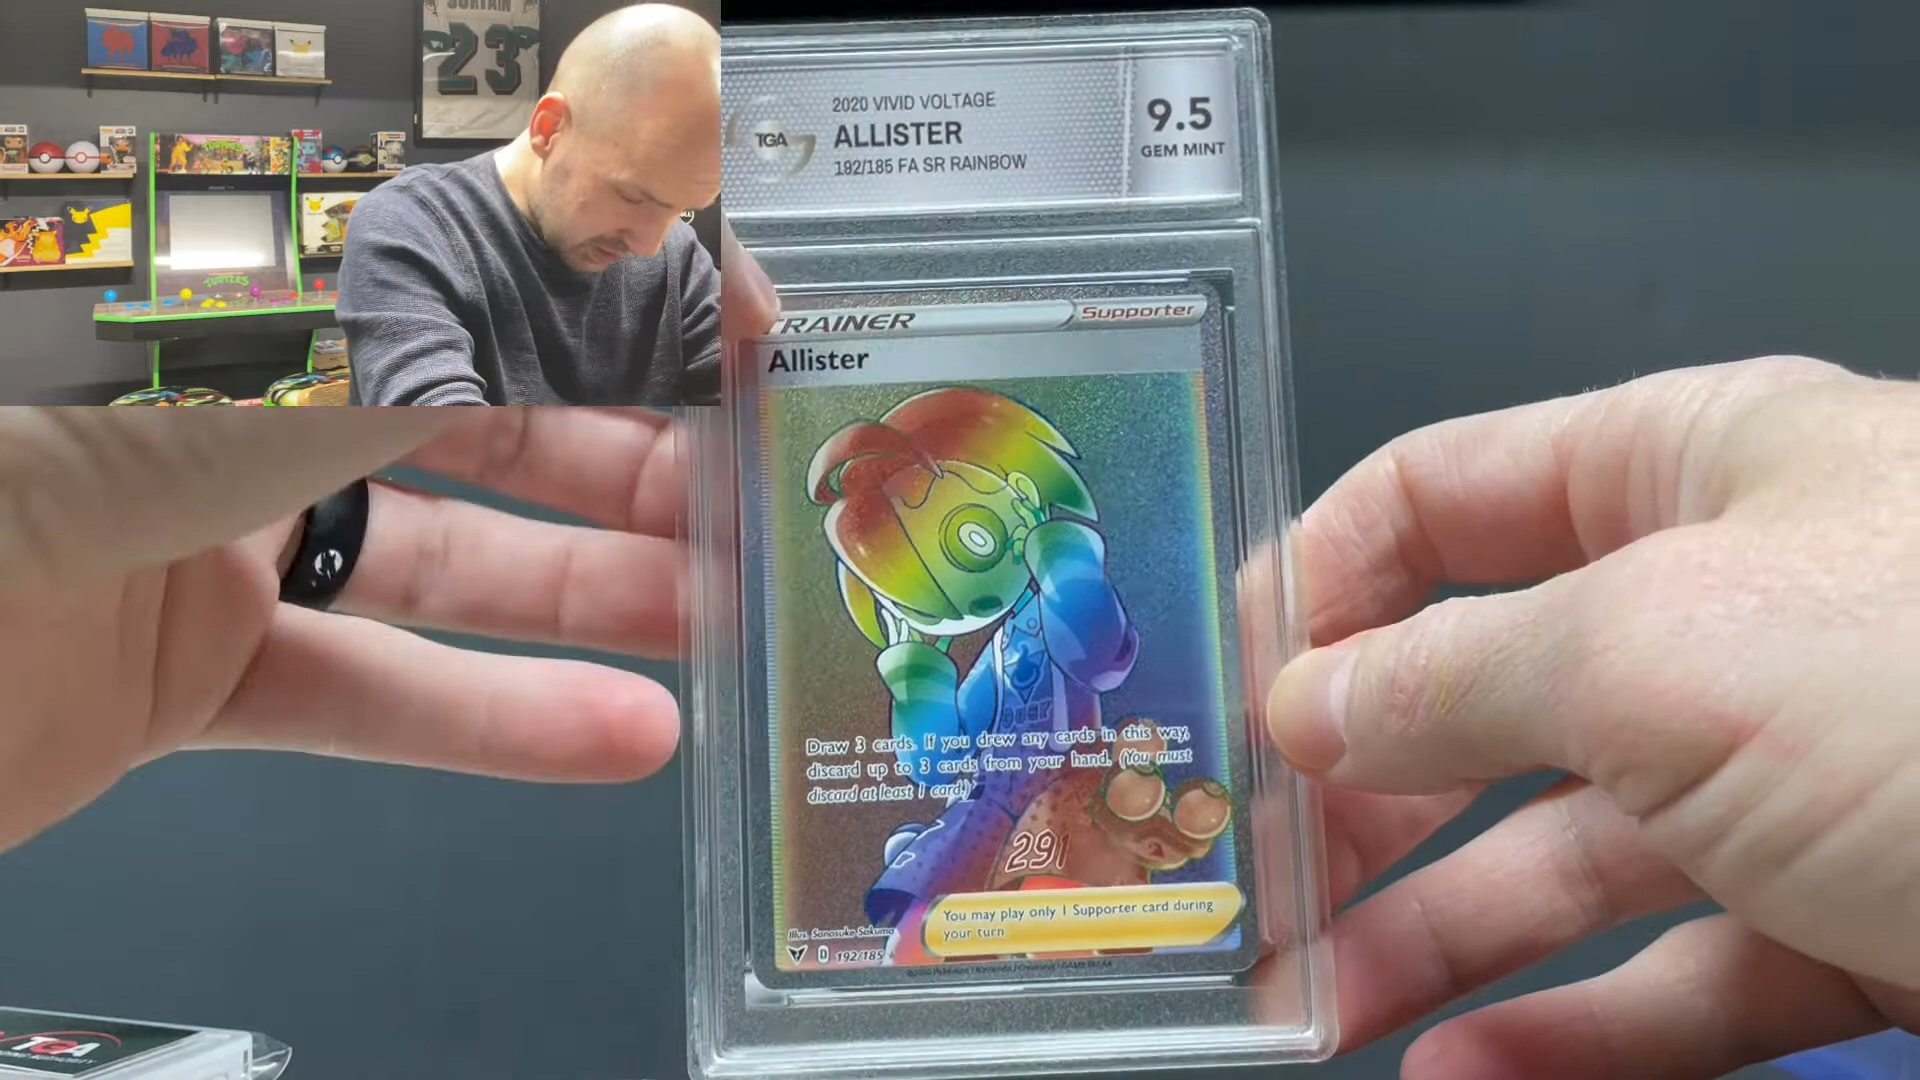 23
TURTLES
TURTLES
TGA
2020 VIVID VOLTAGE
ALLISTER
192/185 FA SR RAINBOW
9.5
GEM MINT
TRAINER
Supporter
Allister
Draw 3 cards. If you drew any cards in this way,
discard up to 3 cards from your hand. (You must
discard at least 1 card.)
291
You may play only 1 Supporter card during
your turn.
Illus. Sanosuke Sakuma
D 192/185
TGA